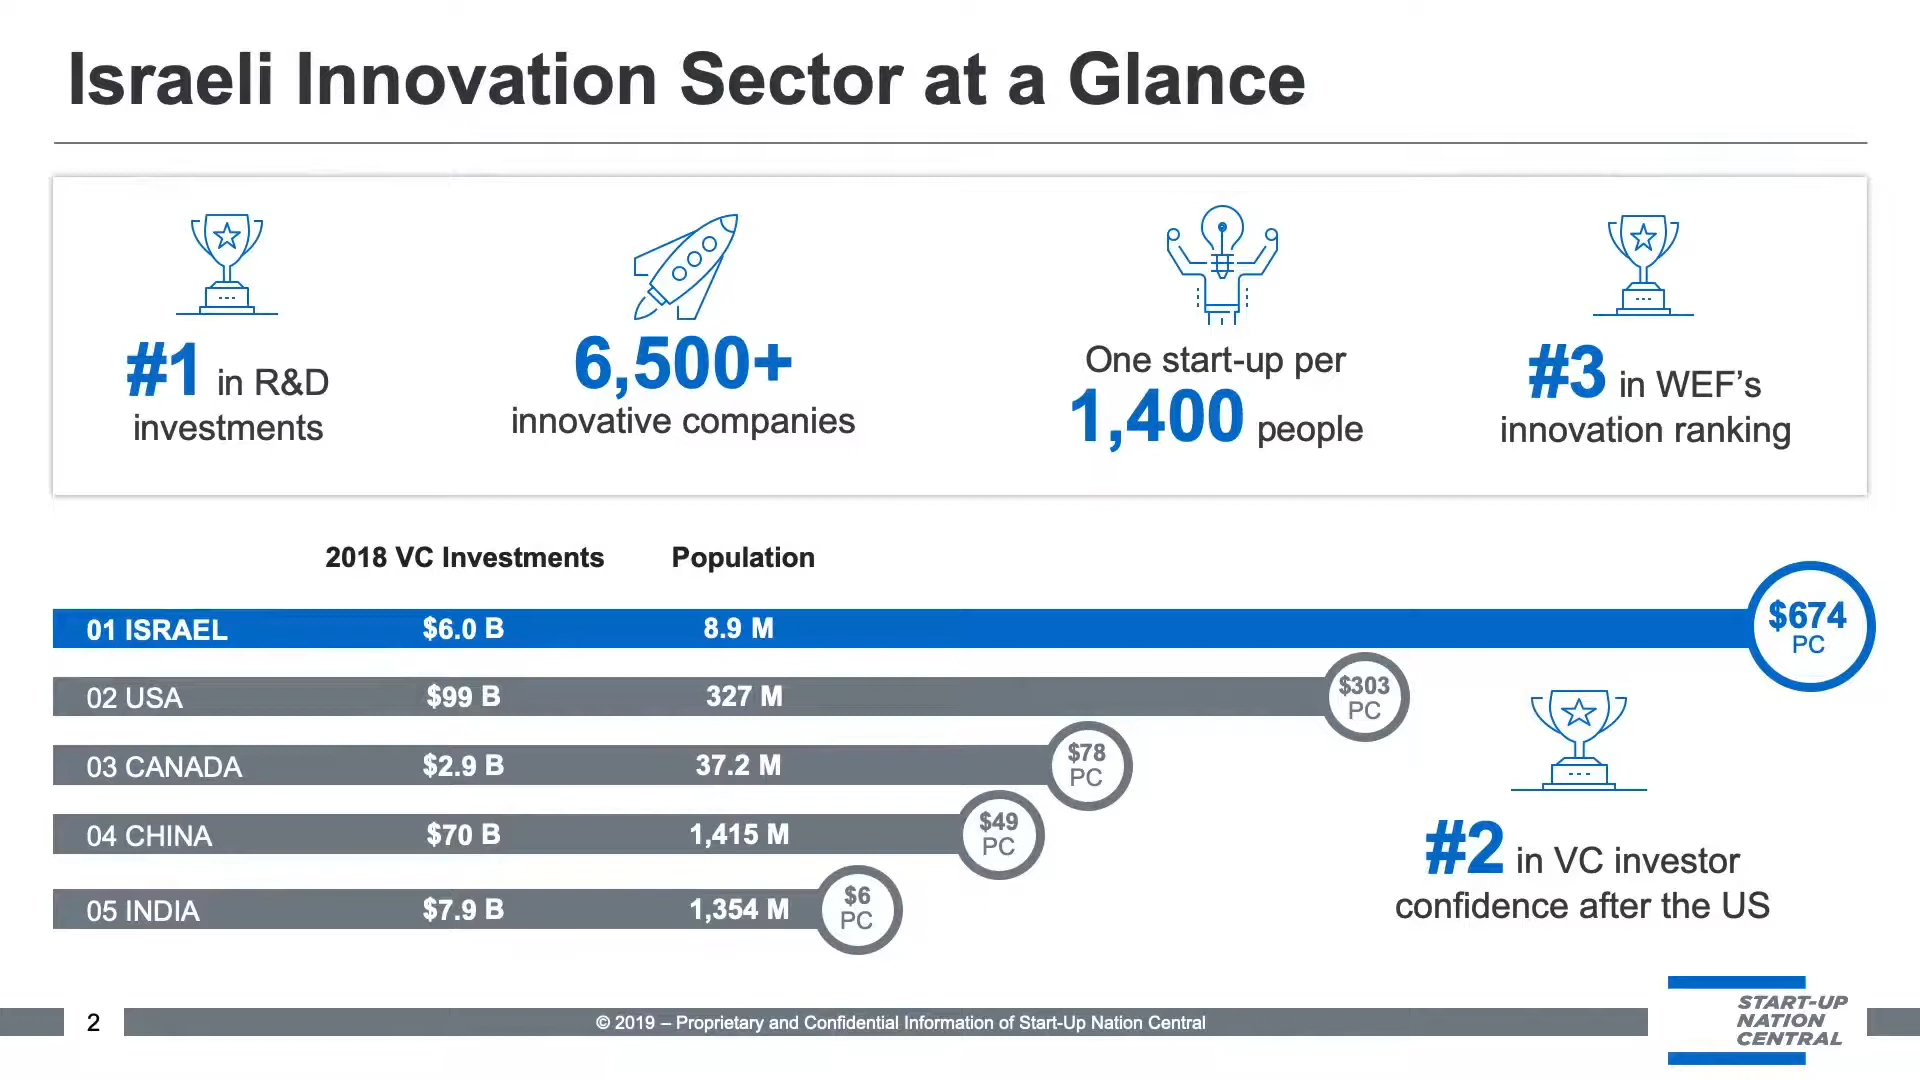 Israeli Innovation Sector at a Glance
#1 in R&D
investments
6,500+
innovative companies
One start-up per
1,400 people
#3 in WEF's
innovation ranking
2018 VC Investments Population
01 ISRAEL $6.0 B 8.9 M $674 PC
02 USA $99 B 327 M $303 PC
03 CANADA $2.9 B 37.2 M $78 PC
04 CHINA $70 B 1,415 M $49 PC
05 INDIA $7.9 B 1,354 M $6 PC
#2 in VC investor
confidence after the US
2
© 2019 – Proprietary and Confidential Information of Start-Up Nation Central
START-UP
NATION
CENTRAL